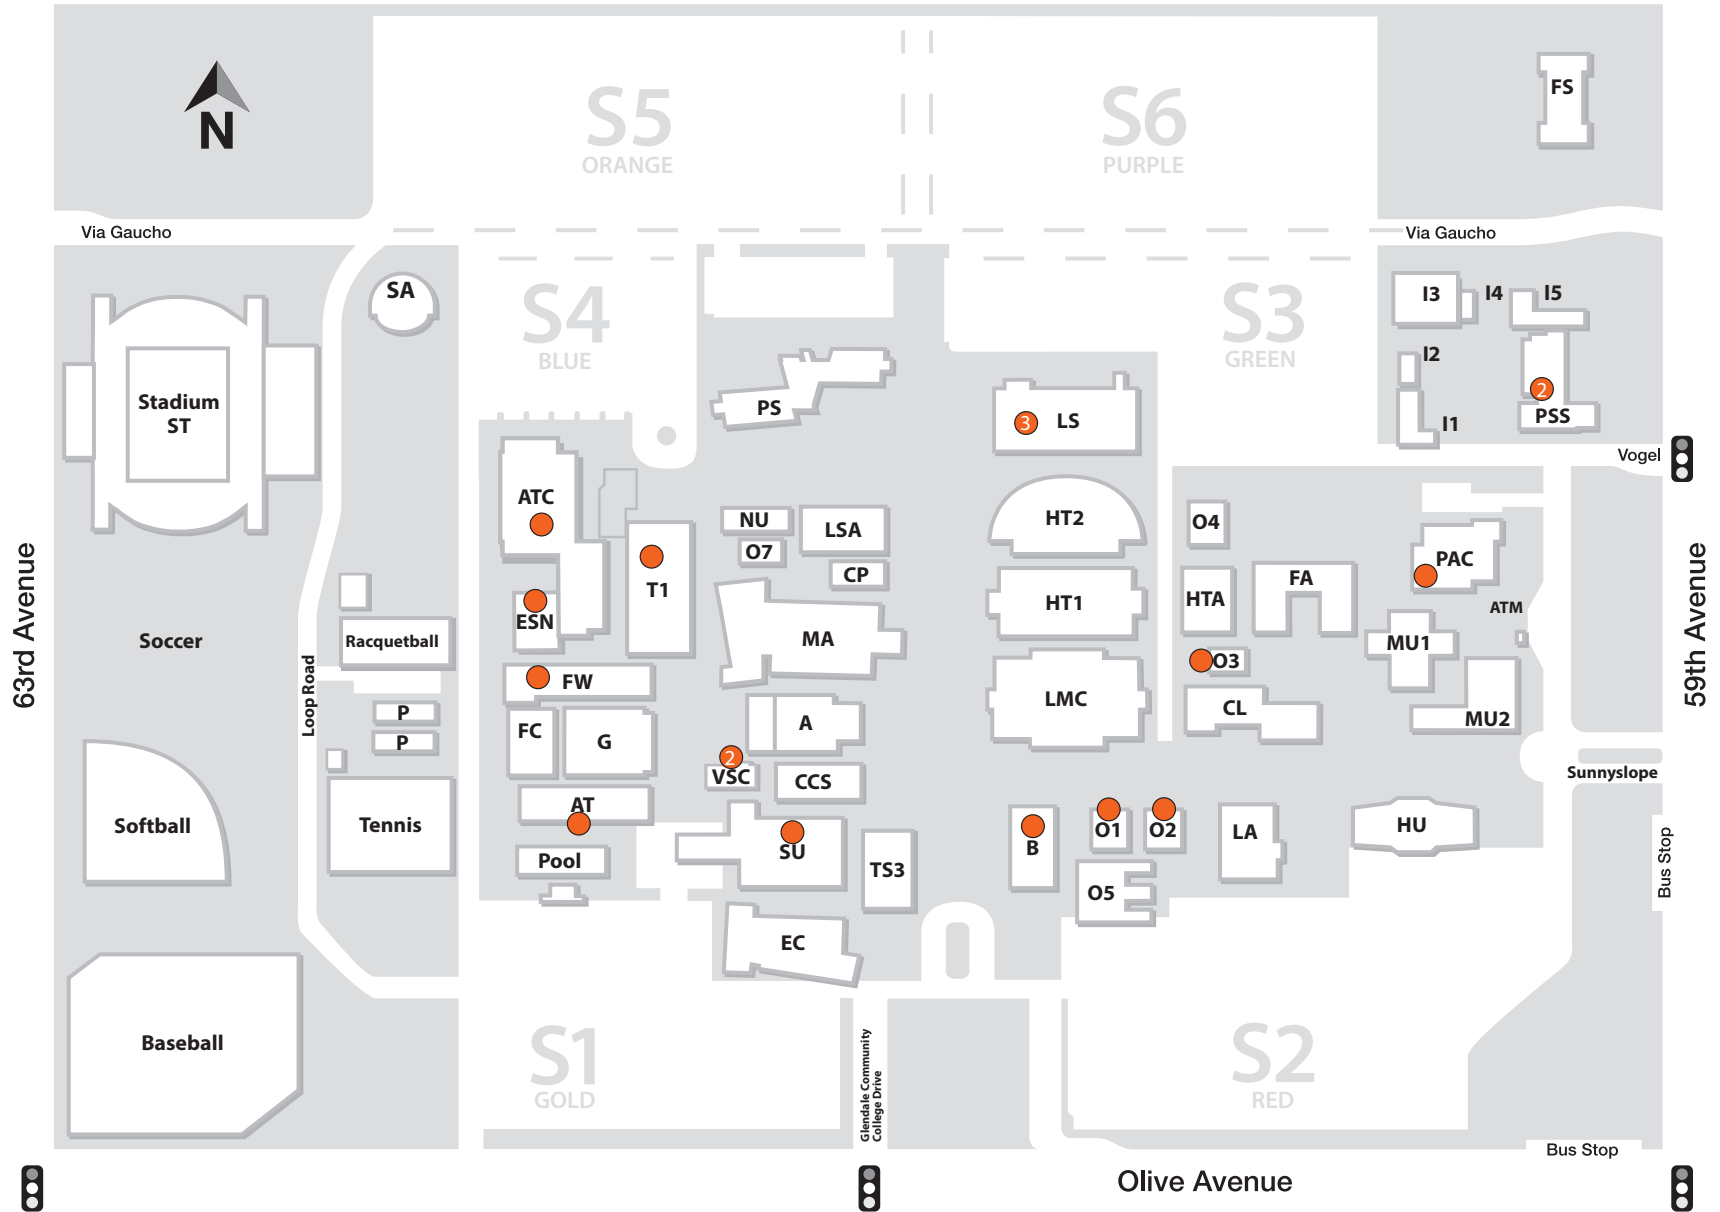 N
S5
ORANGE
S6
PURPLE
FS
Via Gaucho
Via Gaucho
SA
S4
BLUE
S3
GREEN
I3
I4
I5
I2
I1
2
PSS
Stadium
ST
PS
3
LS
Vogel
ATC
NU
LSA
O7
CP
T1
ESN
HT2
HT1
O4
HTA
FA
PAC
ATM
MU1
MU2
63rd Avenue
59th Avenue
Soccer
Racquetball
Loop Road
P
P
FW
FC
G
MA
A
LMC
O3
CL
2
VSC
CCS
Sunnyslope
Softball
Tennis
AT
Pool
SU
TS3
B
O1
O2
LA
HU
O5
Bus Stop
EC
Baseball
S1
GOLD
Glendale Community
College Drive
S2
RED
Bus Stop
Olive Avenue